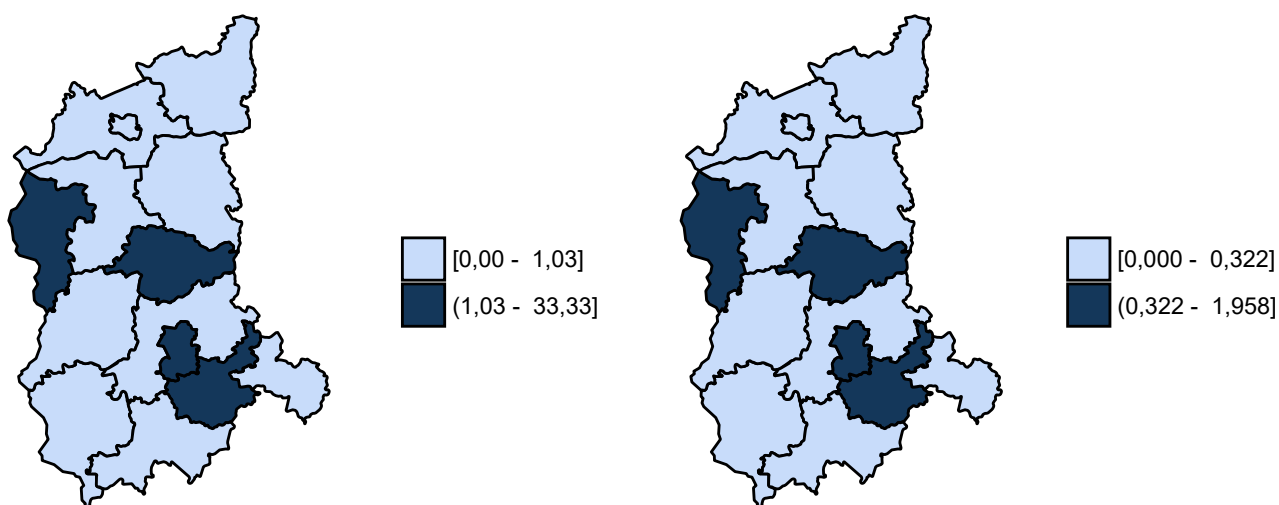 [0,00 -  1,03]
(1,03 -  33,33]
[0,000 -  0,322]
(0,322 -  1,958]